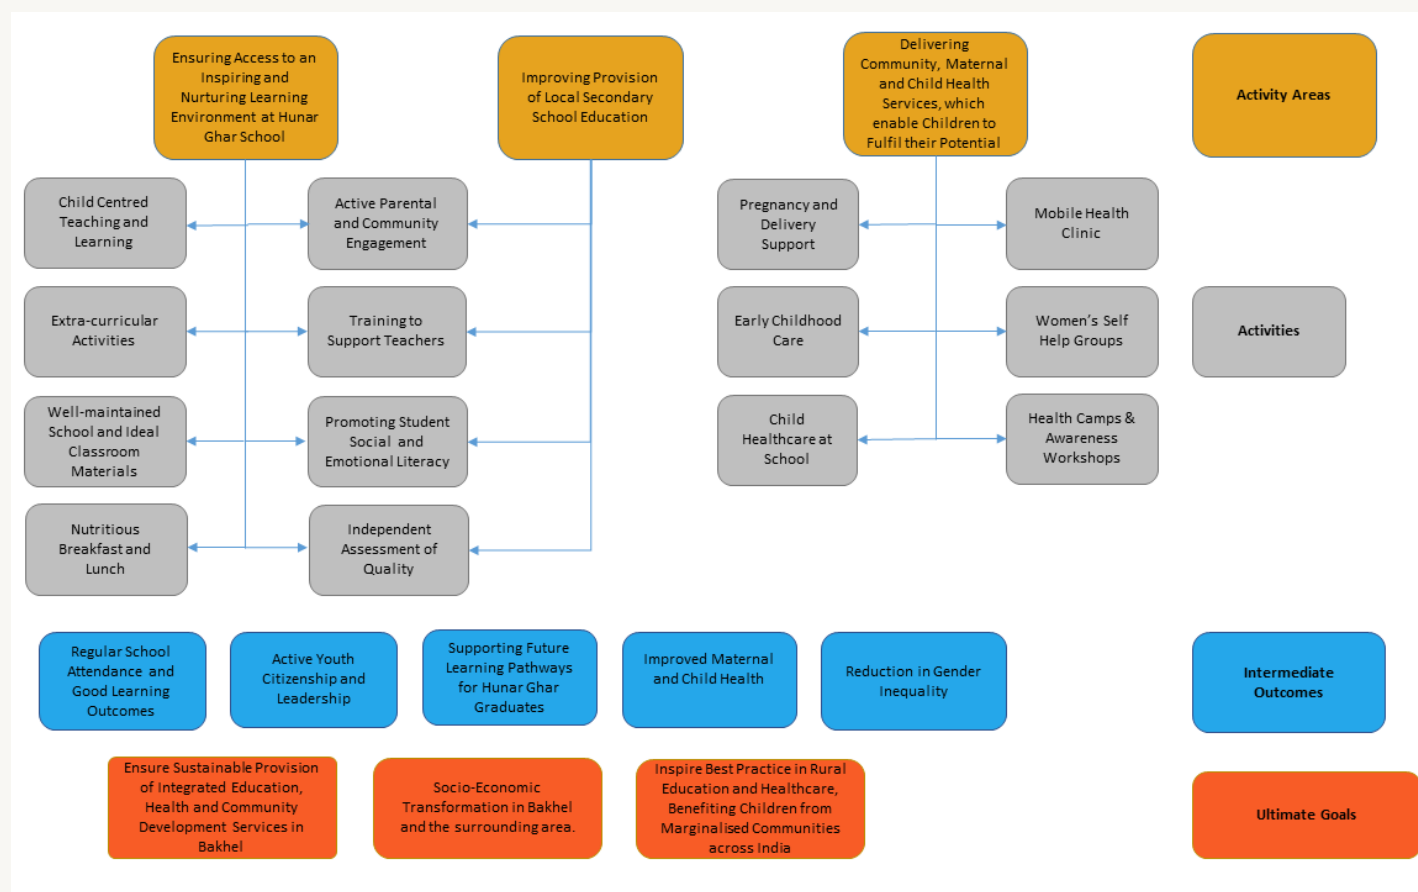 Ensuring Access to an
Inspiring and
Nurturing Learning
Environment at Hunar
Ghar School
Improving Provision
of Local Secondary
School Education
Delivering
Community, Maternal
and Child Health
Services, which
enable Children to
Fulfil their Potential
Activity Areas
Child Centred
Teaching and
Learning
Active Parental
and Community
Engagement
Pregnancy and
Delivery
Support
Mobile Health
Clinic
Extra-curricular
Activities
Training to
Support Teachers
Early Childhood
Care
Women's Self
Help Groups
Activities
Well-maintained
School and Ideal
Classroom
Materials
Promoting Student
Social and
Emotional Literacy
Child
Healthcare at
School
Health Camps &
Awareness
Workshops
Nutritious
Breakfast and
Lunch
Independent
Assessment of
Quality
Regular School
Attendance and
Good Learning
Outcomes
Active Youth
Citizenship and
Leadership
Supporting Future
Learning Pathways
for Hunar Ghar
Graduates
Improved Maternal
and Child Health
Reduction in Gender
Inequality
Intermediate
Outcomes
Ensure Sustainable Provision
of Integrated Education,
Health and Community
Development Services in
Bakhel
Socio-Economic
Transformation in Bakhel
and the surrounding area.
Inspire Best Practice in Rural
Education and Healthcare,
Benefiting Children from
Marginalised Communities
across India
Ultimate Goals